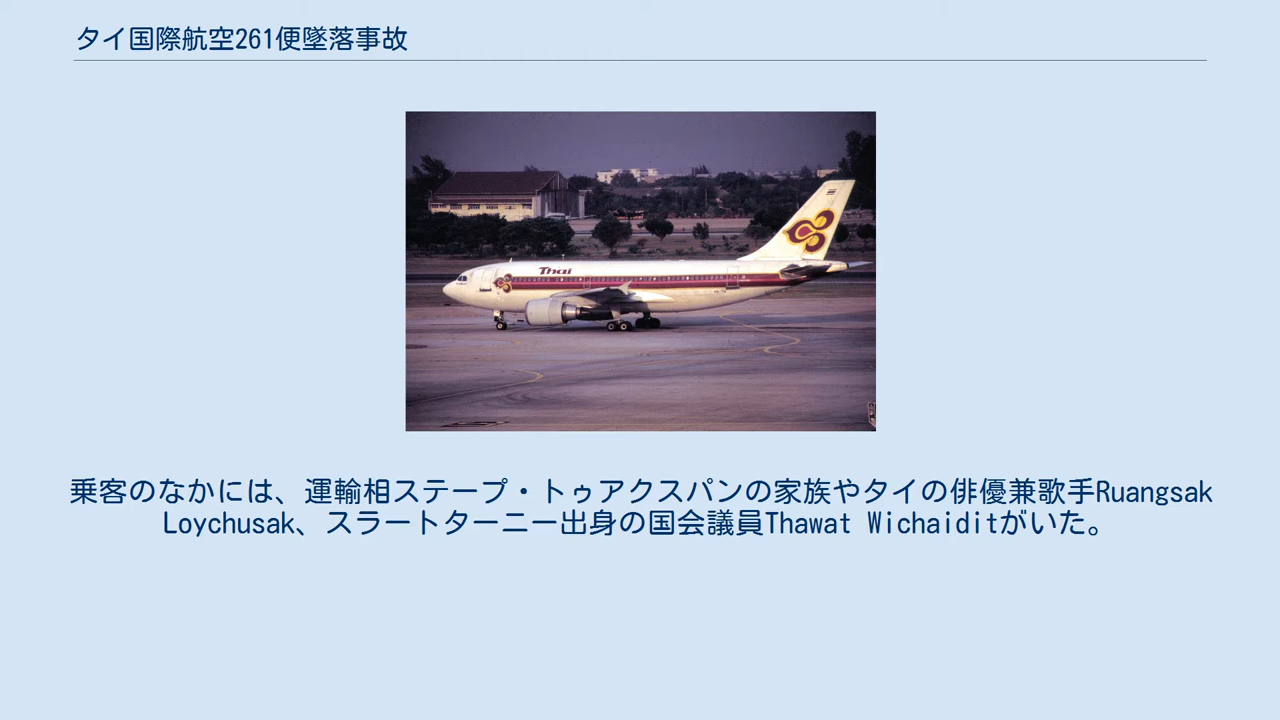 タイ国際航空261便墜落事故
Thai
乗客のなかには、運輸相ステープ・トゥアクスパンの家族やタイの俳優兼歌手Ruangsak
Loychusak、スラートターニー出身の国会議員Thawat Wichaiditがいた。